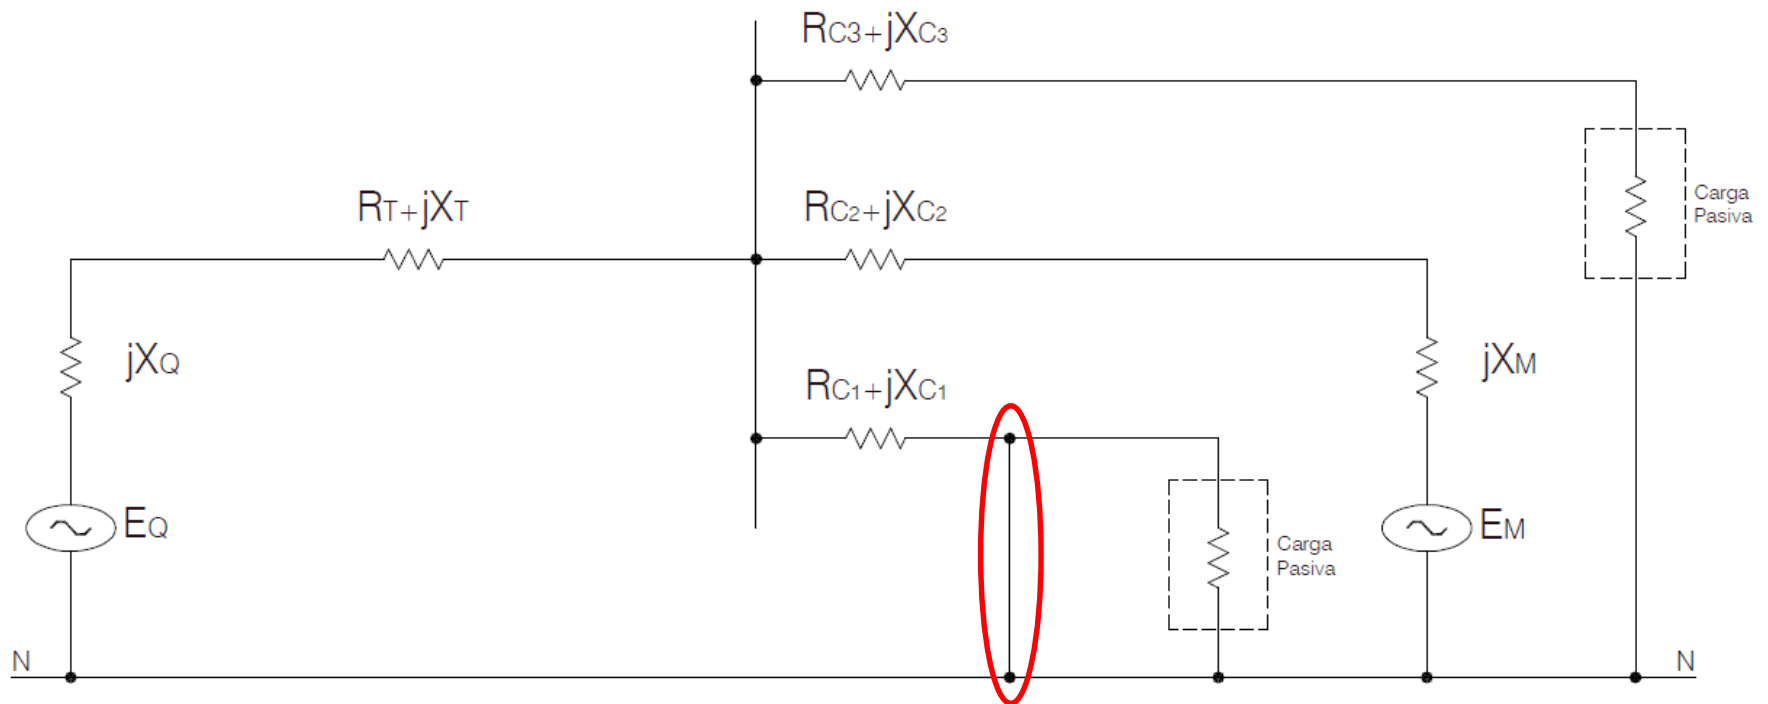 RC3+jXC3
Carga
Pasiva
RT+jXT
RC2+jXC2
jXQ
jXM
RC1+jXC1
EQ
EM
Carga
Pasiva
N
N